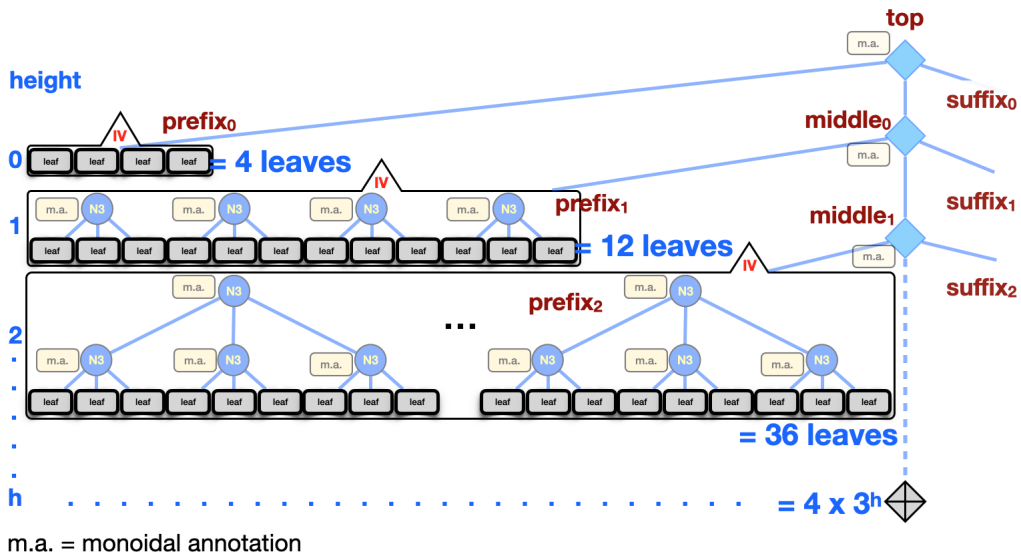 top
m.a.
height
suffix₀
prefix₀
middle₀
IV
m.a.
0 leaf leaf leaf leaf = 4 leaves
IV
suffix₁
prefix₁
middle₁
m.a. N3 m.a. N3 m.a. N3 m.a. N3
1
leaf leaf leaf leaf leaf leaf leaf leaf leaf leaf leaf leaf = 12 leaves
IV
m.a.
m.a. N3 m.a. N3
suffix₂
prefix₂
...
2
m.a. N3 m.a. N3 m.a. N3 m.a. N3 m.a. N3 m.a. N3
leaf leaf leaf leaf leaf leaf leaf leaf leaf leaf leaf leaf leaf leaf leaf leaf leaf leaf
= 36 leaves
h = 4 x 3ʰ
m.a. = monoidal annotation